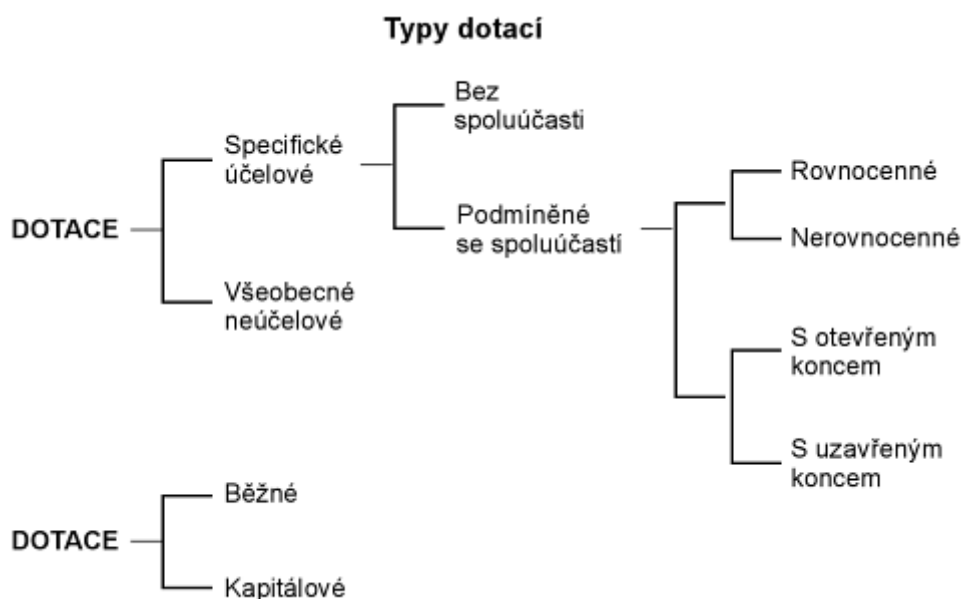 Typy dotací
DOTACE
Specifické
účelové
Všeobecné
neúčelové
Bez
spoluúčasti
Podmíněné
se spoluúčastí
Rovnocenné
Nerovnocenné
S otevřeným
koncem
S uzavřeným
koncem
DOTACE
Běžné
Kapitálové